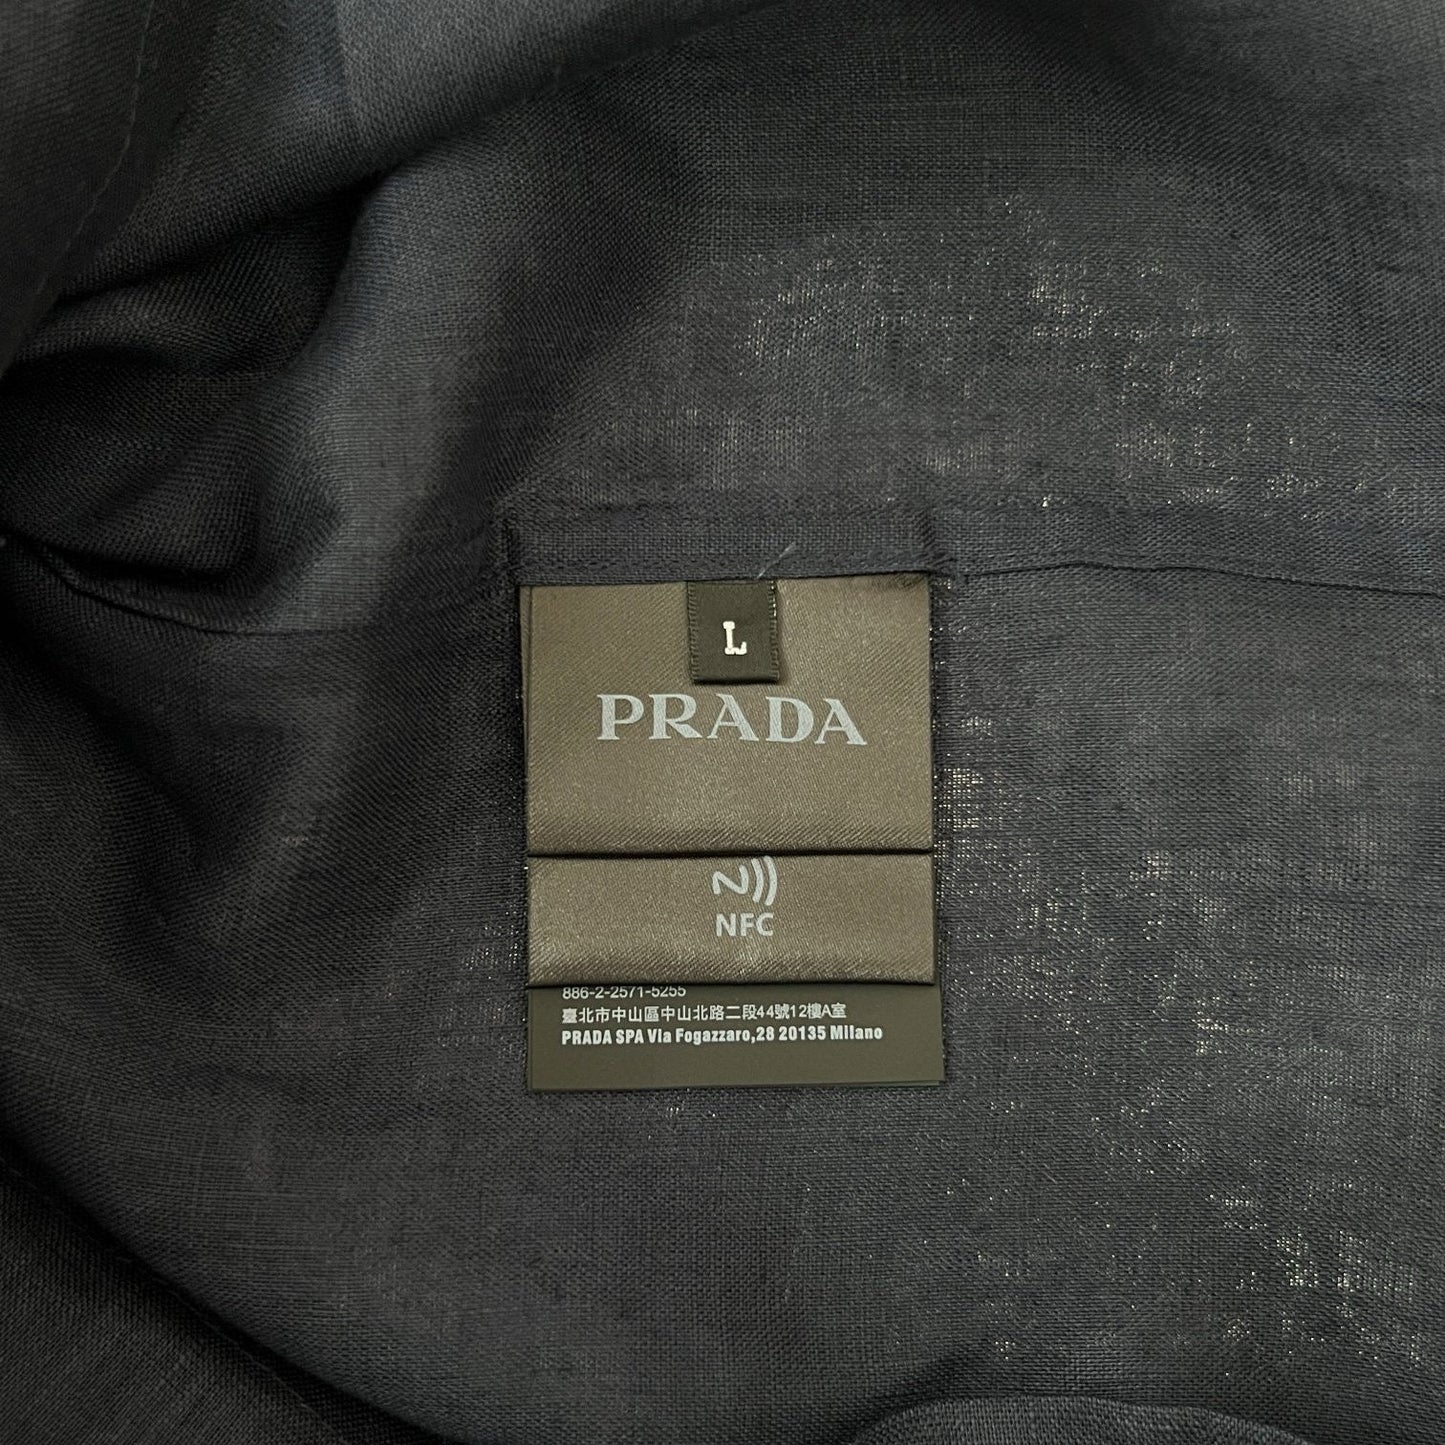 L
PRADA
NFC
886-2-2571-5255
臺北市中山區中山北路二段44號12樓A室
PRADA SPA Via Fogazzaro,28 20135 Milano